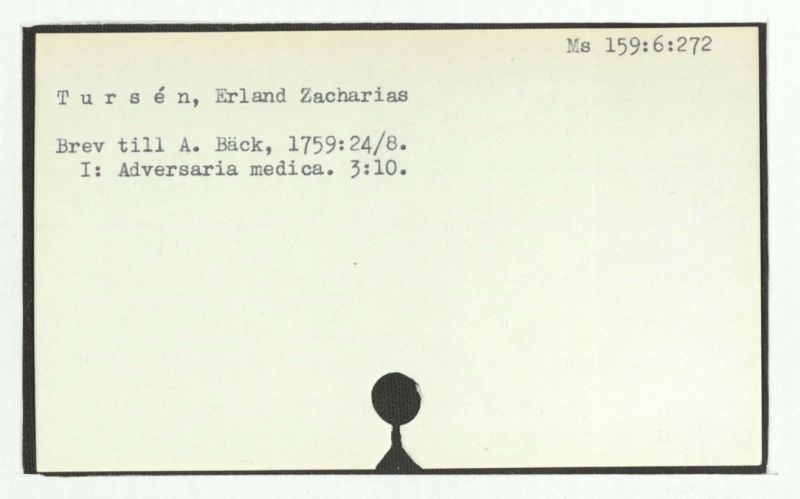 Ms 159:6:272
T u r s é n, Erland Zacharias
Brev till A. Bäck, 1759:24/8.
I: Adversaria medica. 3:10.